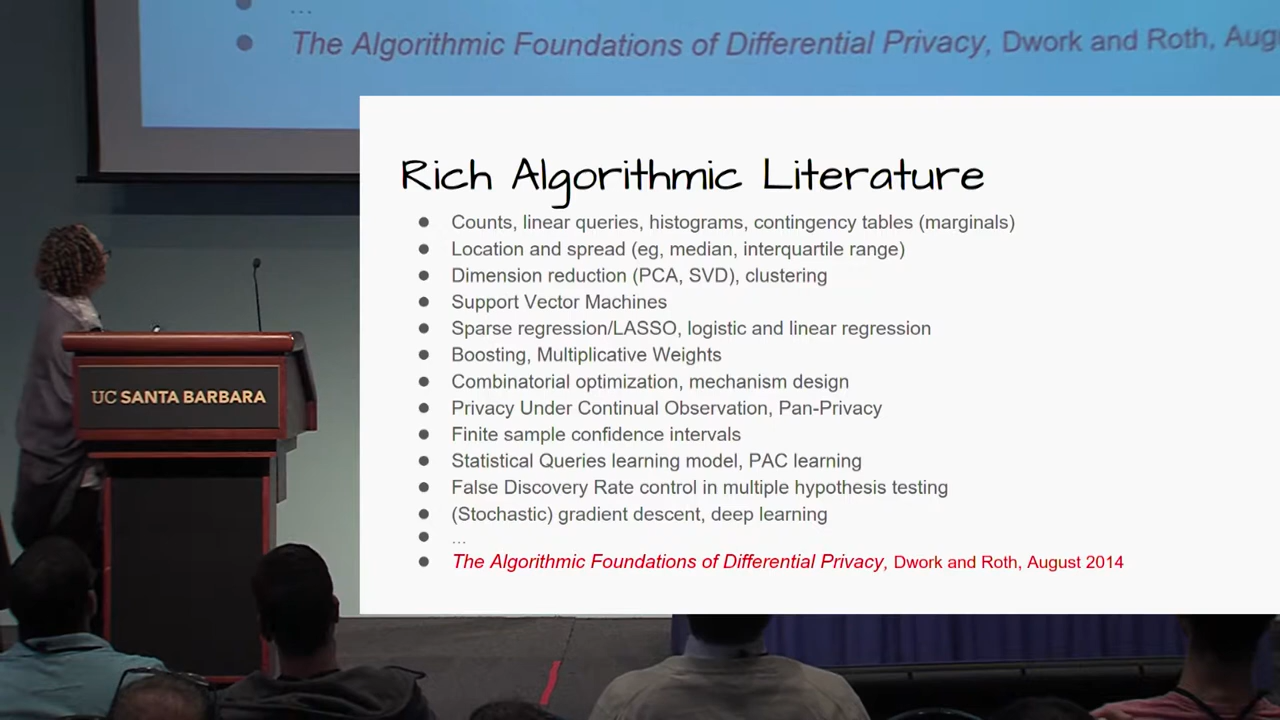 ...
● The Algorithmic Foundations of Differential Privacy, Dwork and Roth, Aug
Rich Algorithmic Literature
● Counts, linear queries, histograms, contingency tables (marginals)
● Location and spread (eg, median, interquartile range)
● Dimension reduction (PCA, SVD), clustering
● Support Vector Machines
● Sparse regression/LASSO, logistic and linear regression
● Boosting, Multiplicative Weights
● Combinatorial optimization, mechanism design
● Privacy Under Continual Observation, Pan-Privacy
● Finite sample confidence intervals
● Statistical Queries learning model, PAC learning
● False Discovery Rate control in multiple hypothesis testing
● (Stochastic) gradient descent, deep learning
● ...
● The Algorithmic Foundations of Differential Privacy, Dwork and Roth, August 2014
UC SANTA BARBARA